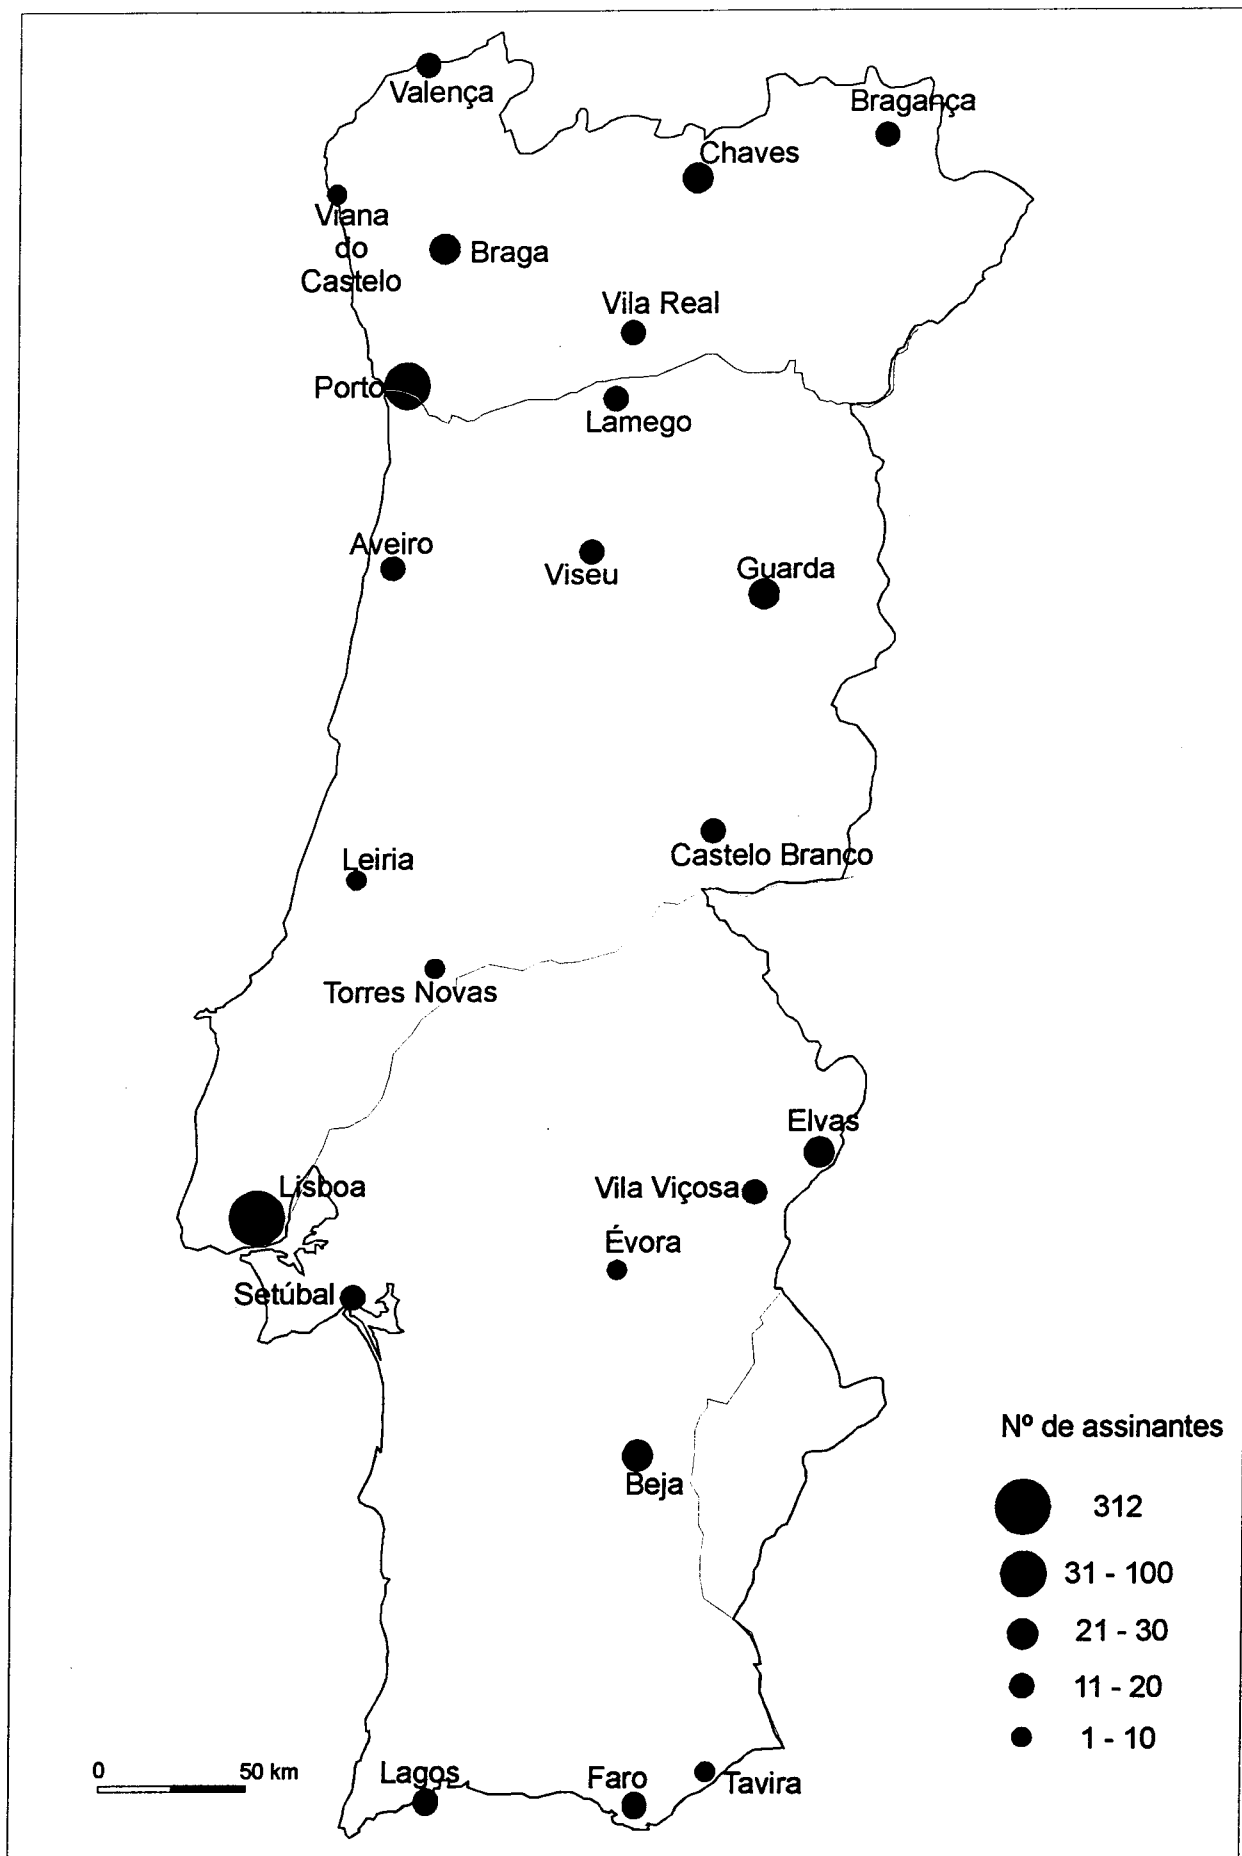 Valença
Bragança
Chaves
Viana
do
Castelo
Braga
Vila Real
Porto
Lamego
Aveiro
Viseu
Guarda
Castelo Branco
Leiria
Torres Novas
Elvas
Lisboa
Vila Viçosa
Évora
Setúbal
Beja
Nº de assinantes
312
31 - 100
21 - 30
11 - 20
1 - 10
0 50 km
Lagos
Faro
Tavira